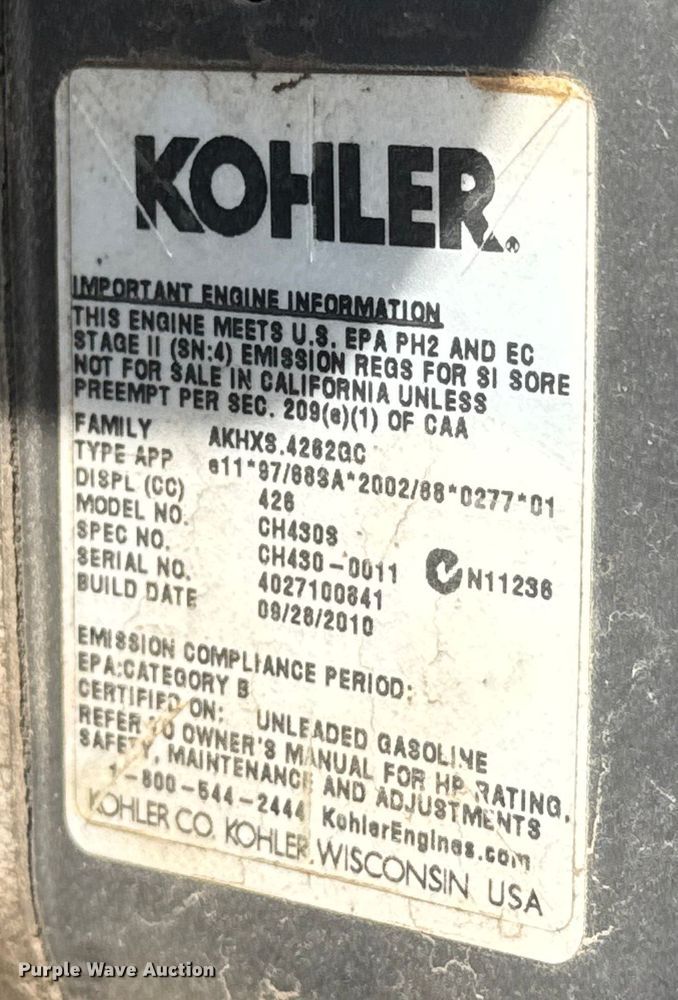 KOHLER®
IMPORTANT ENGINE INFORMATION
THIS ENGINE MEETS U.S. EPA PH2 AND EC
STAGE II (SN:4) EMISSION REGS FOR SI SORE
NOT FOR SALE IN CALIFORNIA UNLESS
PREEMPT PER SEC. 209(e)(1) OF CAA
FAMILY AKHXS.4262GC
TYPE APP e11*97/68SA*2002/88*0277*01
DISPL (CC) 426
MODEL NO. CH430S
SPEC NO. CH430-0011
SERIAL NO. 4027100841
BUILD DATE 09/28/2010
N11236
EMISSION COMPLIANCE PERIOD:
EPA:CATEGORY B
CERTIFIED ON: UNLEADED GASOLINE
REFER TO OWNER'S MANUAL FOR HP RATING,
SAFETY, MAINTENANCE AND ADJUSTMENTS
1-800-544-2444 KohlerEngines.com
KOHLER CO. KOHLER, WISCONSIN USA
Purple Wave Auction